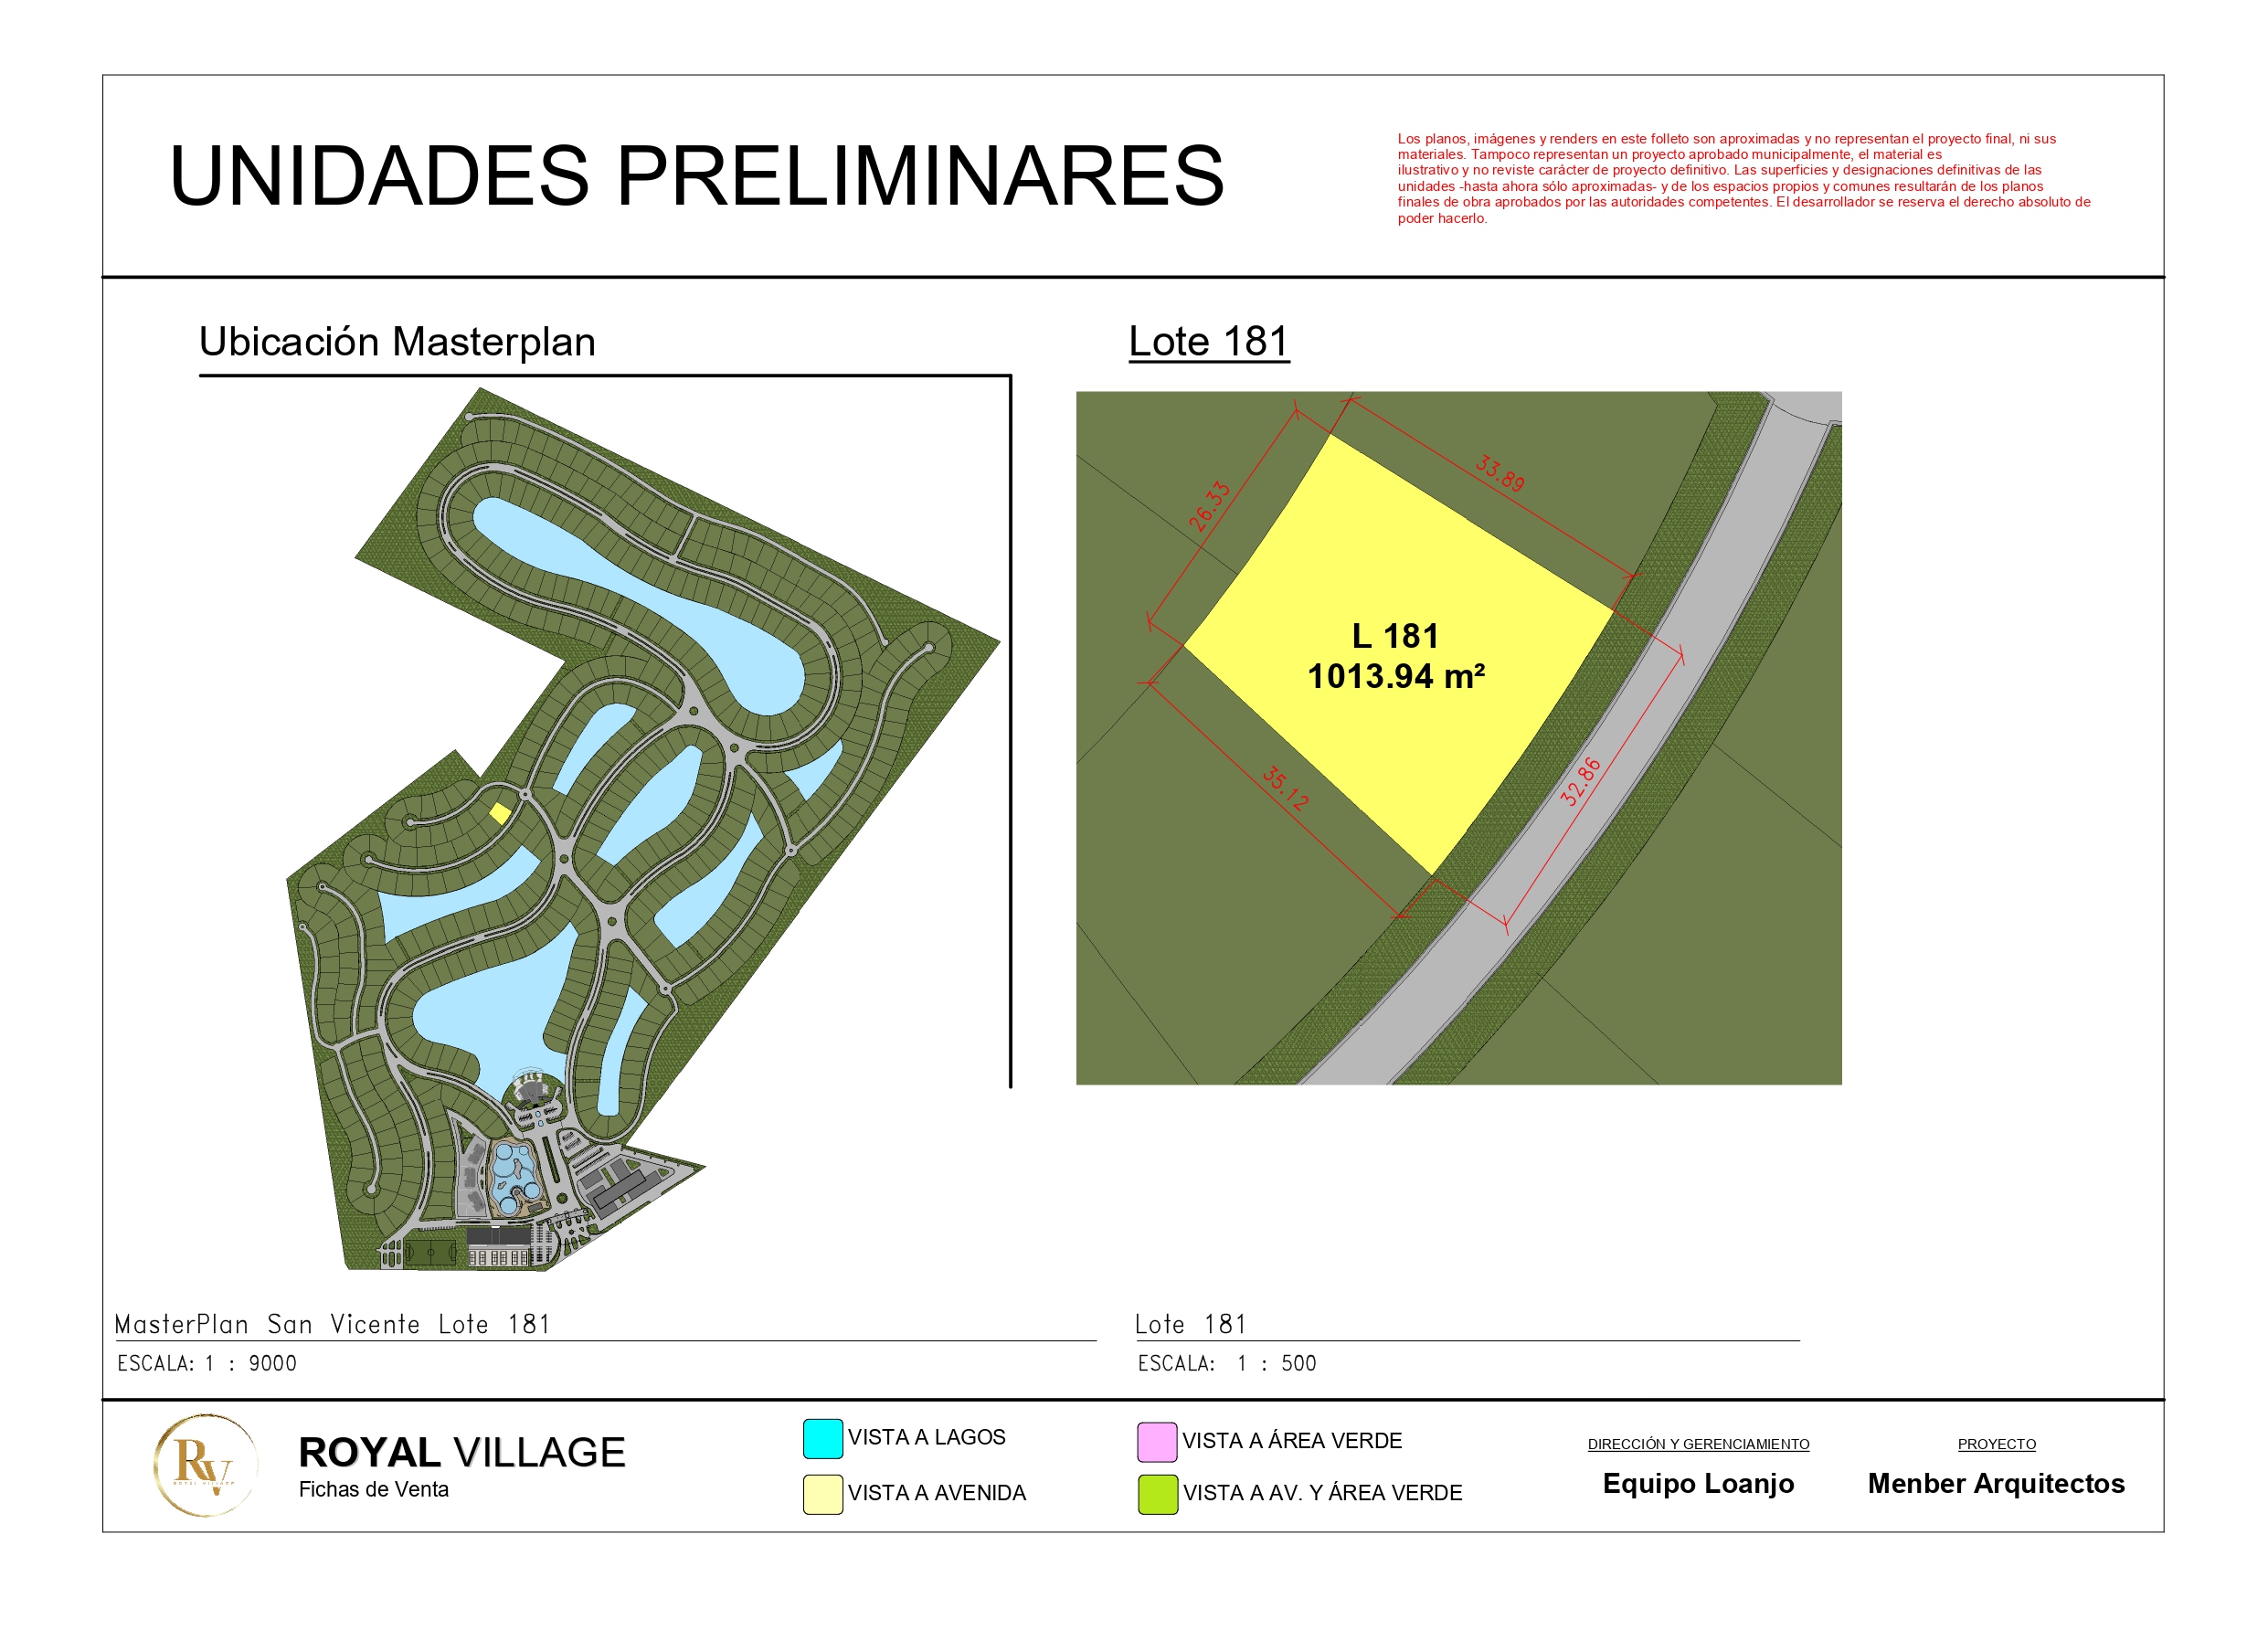 UNIDADES PRELIMINARES
Los planos, imágenes y renders en este folleto son aproximadas y no representan el proyecto final, ni sus
materiales. Tampoco representan un proyecto aprobado municipalmente, el material es
ilustrativo y no reviste carácter de proyecto definitivo. Las superficies y designaciones definitivas de las
unidades -hasta ahora sólo aproximadas- y de los espacios propios y comunes resultarán de los planos
finales de obra aprobados por las autoridades competentes. El desarrollador se reserva el derecho absoluto de
poder hacerlo.
Ubicación Masterplan
Lote 181
33.89
26.33
L 181
1013.94 m²
35.12
32.86
MasterPlan San Vicente Lote 181
ESCALA: 1 : 9000
Lote 181
ESCALA: 1 : 500
RV
ROYAL VILLAGE
ROYAL VILLAGE
Fichas de Venta
VISTA A LAGOS
VISTA A AVENIDA
VISTA A ÁREA VERDE
VISTA A AV. Y ÁREA VERDE
DIRECCIÓN Y GERENCIAMIENTO
Equipo Loanjo
PROYECTO
Menber Arquitectos